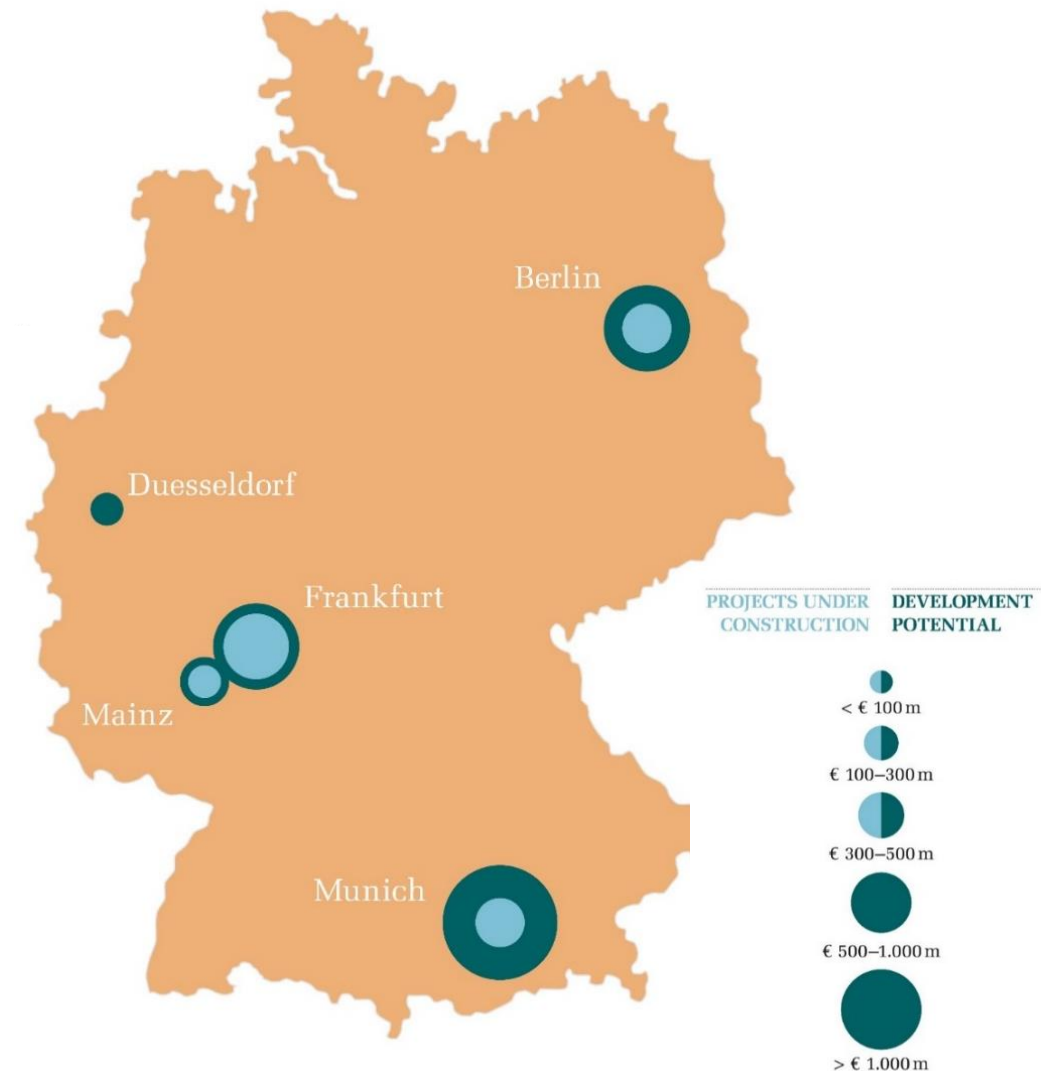 Berlin
Duesseldorf
Frankfurt
Mainz
Munich
PROJECTS UNDER
CONSTRUCTION
DEVELOPMENT
POTENTIAL
< € 100 m
€ 100–300 m
€ 300–500 m
€ 500–1.000 m
> € 1.000 m